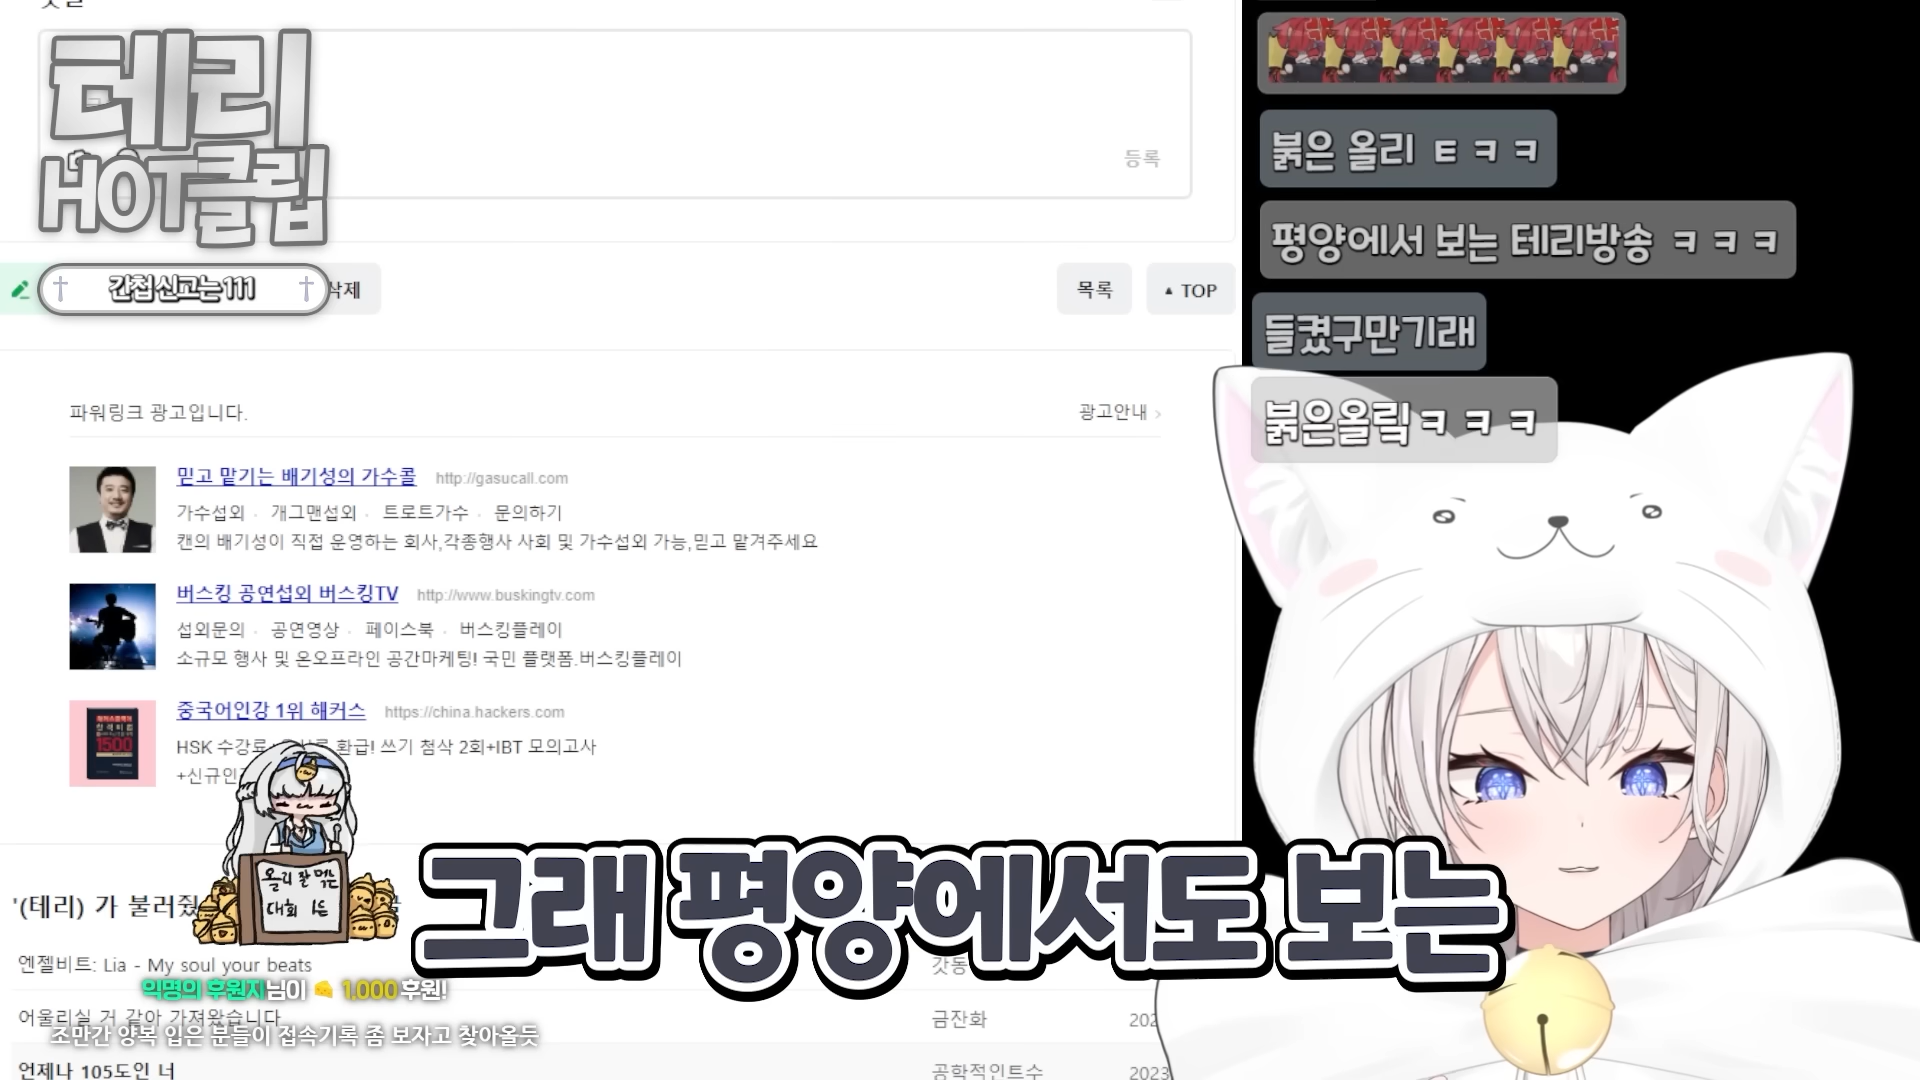 테리
HOT클립
간첩신고는111
등록
삭제
목록
▲ TOP
파워링크 광고입니다.
광고안내 >
믿고 맡기는 배기성의 가수콜 http://gasucall.com
가수섭외 · 개그맨섭외 · 트로트가수 · 문의하기
캔의 배기성이 직접 운영하는 회사,각종행사 사회 및 가수섭외 가능,믿고 맡겨주세요
버스킹 공연섭외 버스킹TV http://www.buskingtv.com
섭외문의 · 공연영상 · 페이스북 · 버스킹플레이
소규모 행사 및 온오프라인 공간마케팅! 국민 플랫폼.버스킹플레이
중국어인강 1위 해커스 https://china.hackers.com
1500
HSK 수강료 환급! 쓰기 첨삭 2회+IBT 모의고사
+신규인
올리 잘 먹는
대회 1등
'(테리) 가 불러줬
엔젤비트: Lia - My soul your beats
갓동
익명의 후원자님이 1,000 후원!
어울리실 거 같아 가져왔습니다
금잔화
202
조만간 양복 입은 분들이 접속기록 좀 보자고 찾아올듯
언제나 105도인 너
공학적인트수
2023
붉은 올리 ㅌㅋㅋ
평양에서 보는 테리방송 ㅋㅋㅋ
들켰구만기래
붉은올릭ㅋㅋㅋ
그래 평양에서도 보는